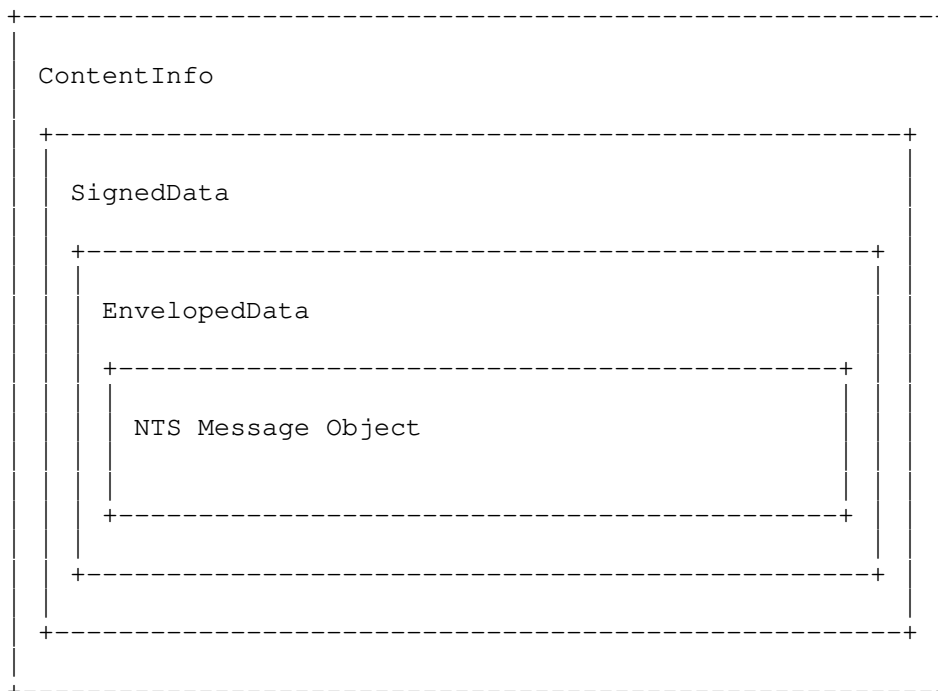 ContentInfo
SignedData
EnvelopedData
NTS Message Object